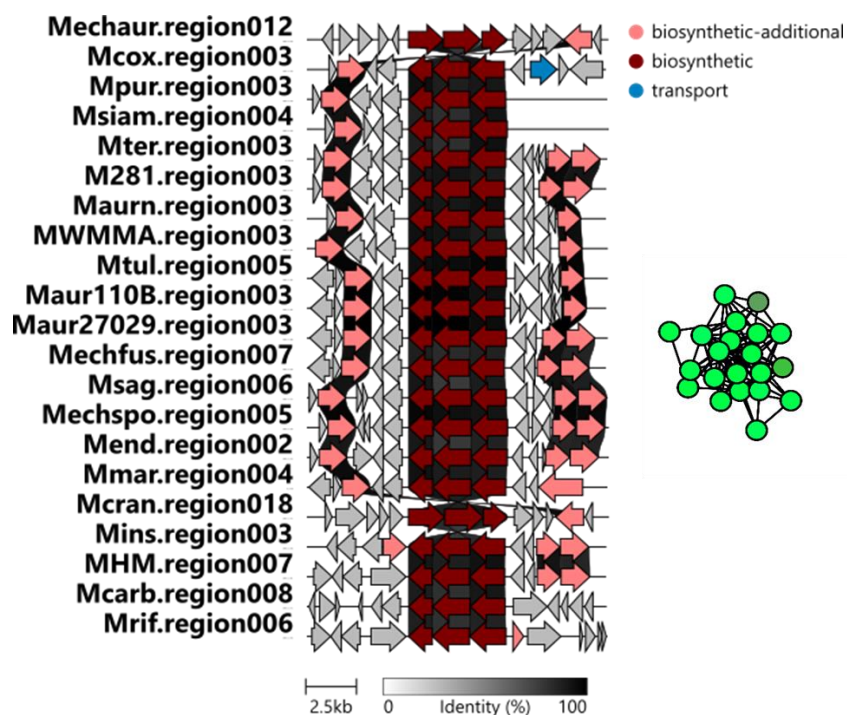 Mechaur.region012
Mcox.region003
Mpur.region003
Msiam.region004
Mter.region003
M281.region003
Maurn.region003
MWMMA.region003
Mtul.region005
Maur110B.region003
Maur27029.region003
Mechfus.region007
Msag.region006
Mechspo.region005
Mend.region002
Mmar.region004
Mcran.region018
Mins.region003
MHM.region007
Mcarb.region008
Mrif.region006
biosynthetic-additional
biosynthetic
transport
2.5kb
0 Identity (%) 100